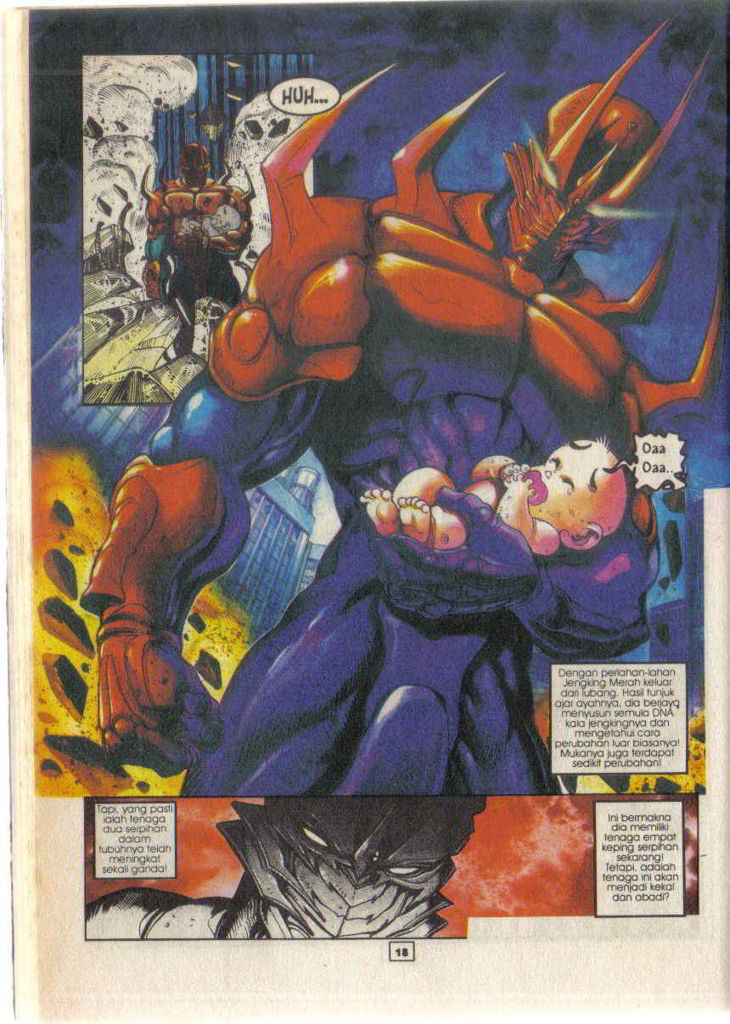 HUH...
Daa
Daa..
Dengan perlahan-lahan
Jengking Merah keluar
dari lubang. Hasil tunjuk
ajar ayahnya, dia berjaya
menyusun semula DNA
kala jengkingnya dan
mengetahui cara
perubahan luar biasanya!
Mukanya juga terdapat
sedikit perubahan!
Tapi, yang pasti
ialah tenaga
dua serpihan
dalam
tubuhnya telah
meningkat
sekali ganda!
Ini bermakna
dia memiliki
tenaga empat
keping serpihan
sekarang!
Tetapi, adalah
tenaga ini akan
menjadi kekal
dan abadi?
18